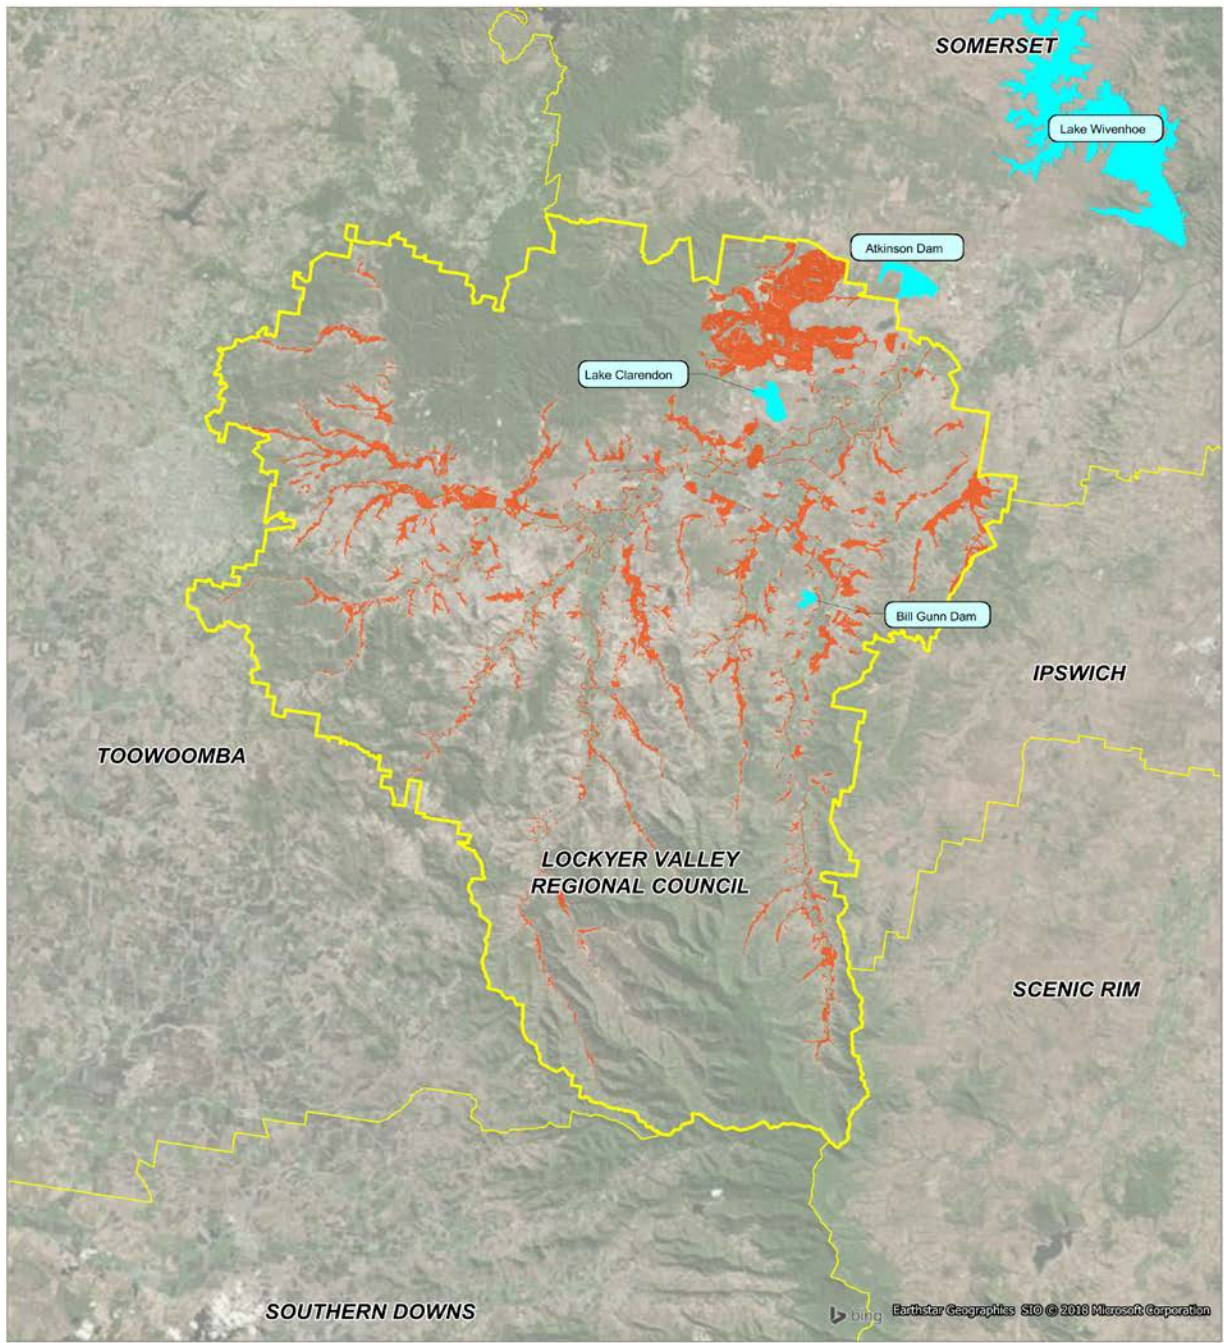 SOMERSET
Lake Wivenhoe
Atkinson Dam
Lake Clarendon
Bill Gunn Dam
IPSWICH
TOOWOOMBA
LOCKYER VALLEY
REGIONAL COUNCIL
SCENIC RIM
SOUTHERN DOWNS
bing
Earthstar Geographics SIO © 2018 Microsoft Corporation